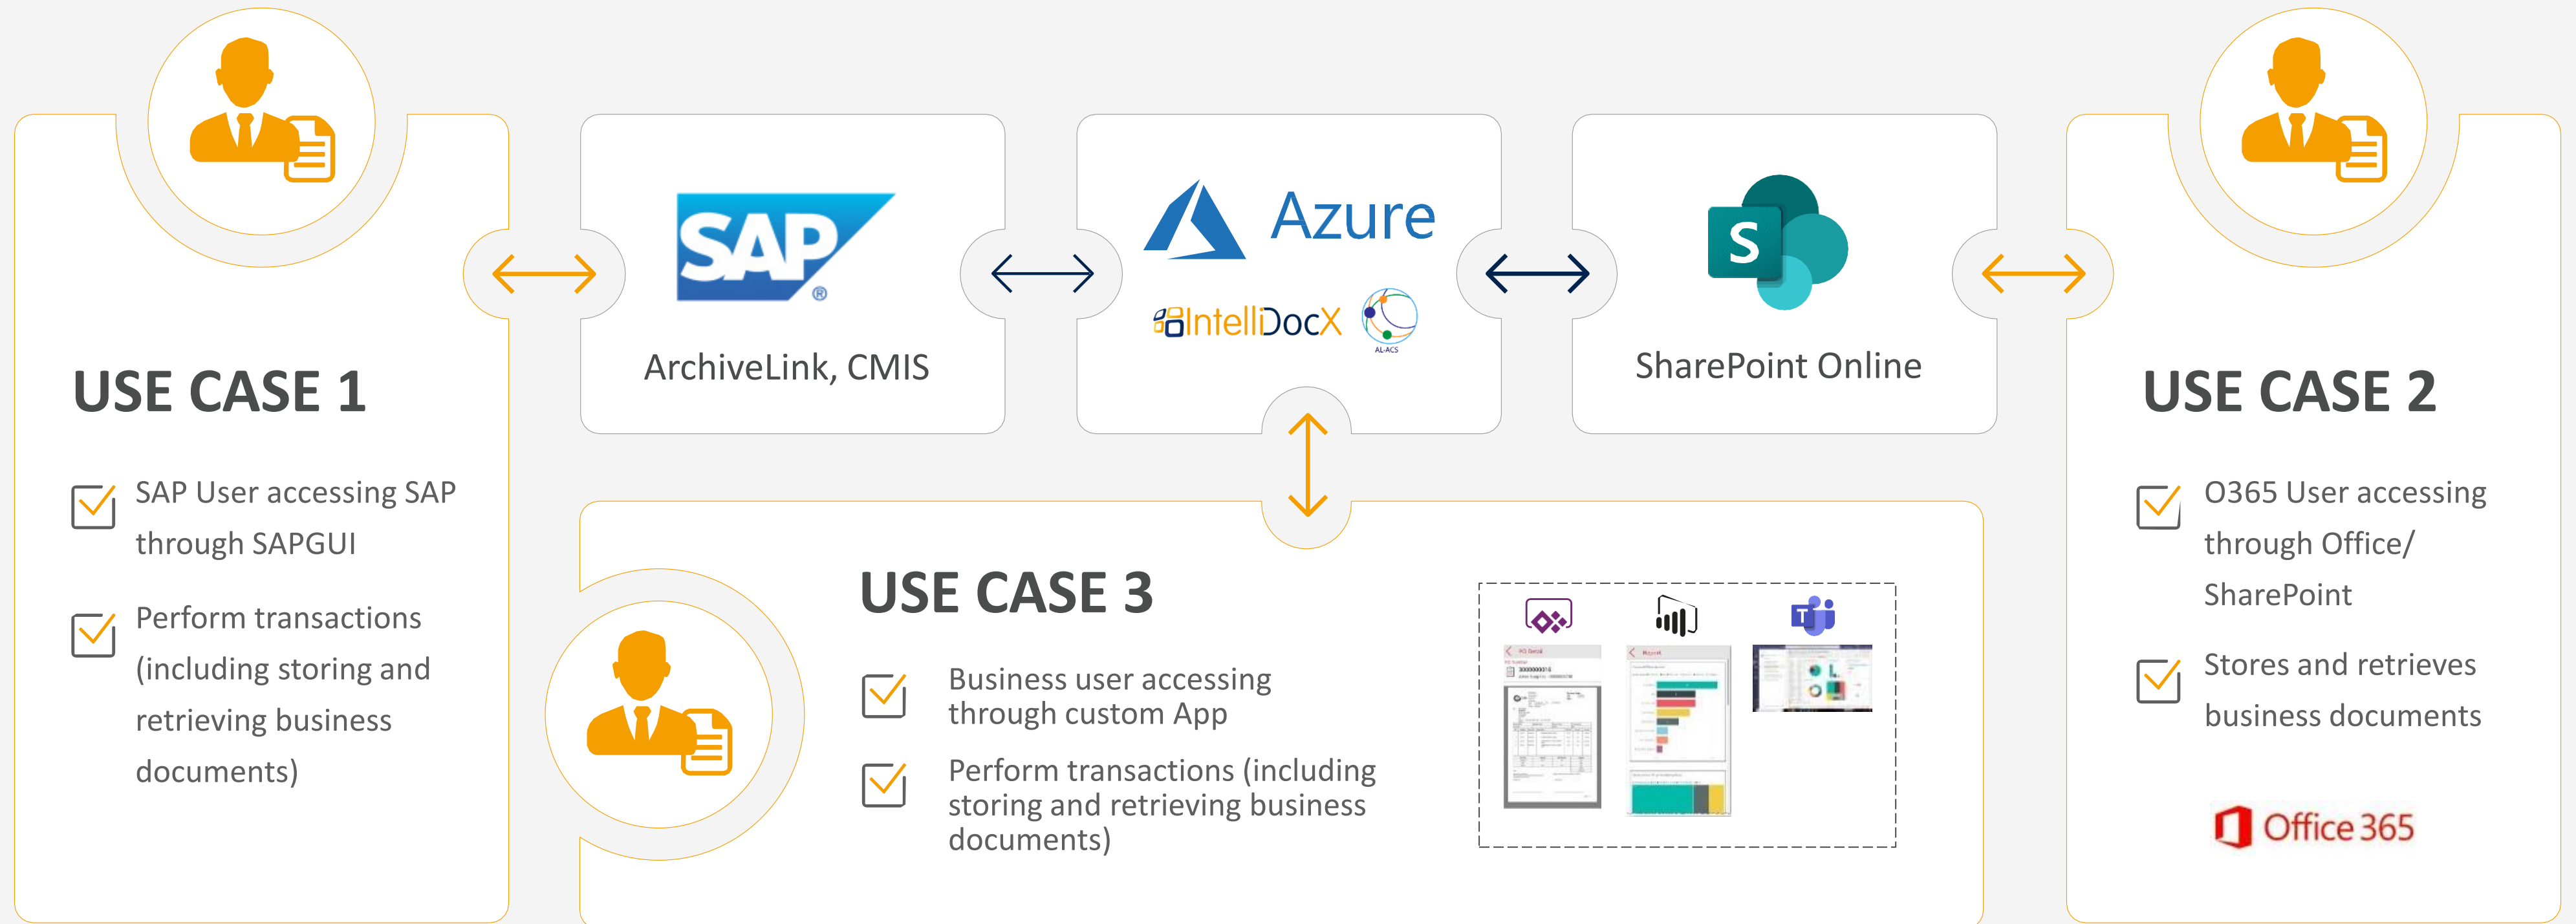 USE CASE 1
SAP User accessing SAP
through SAPGUI
Perform transactions
(including storing and
retrieving business
documents)
SAP
®
ArchiveLink, CMIS
Azure
IntelliDocX
AL-ACS
S
SharePoint Online
USE CASE 2
O365 User accessing
through Office/
SharePoint
Stores and retrieves
business documents
Office 365
USE CASE 3
Business user accessing
through custom App
Perform transactions (including
storing and retrieving business
documents)
T